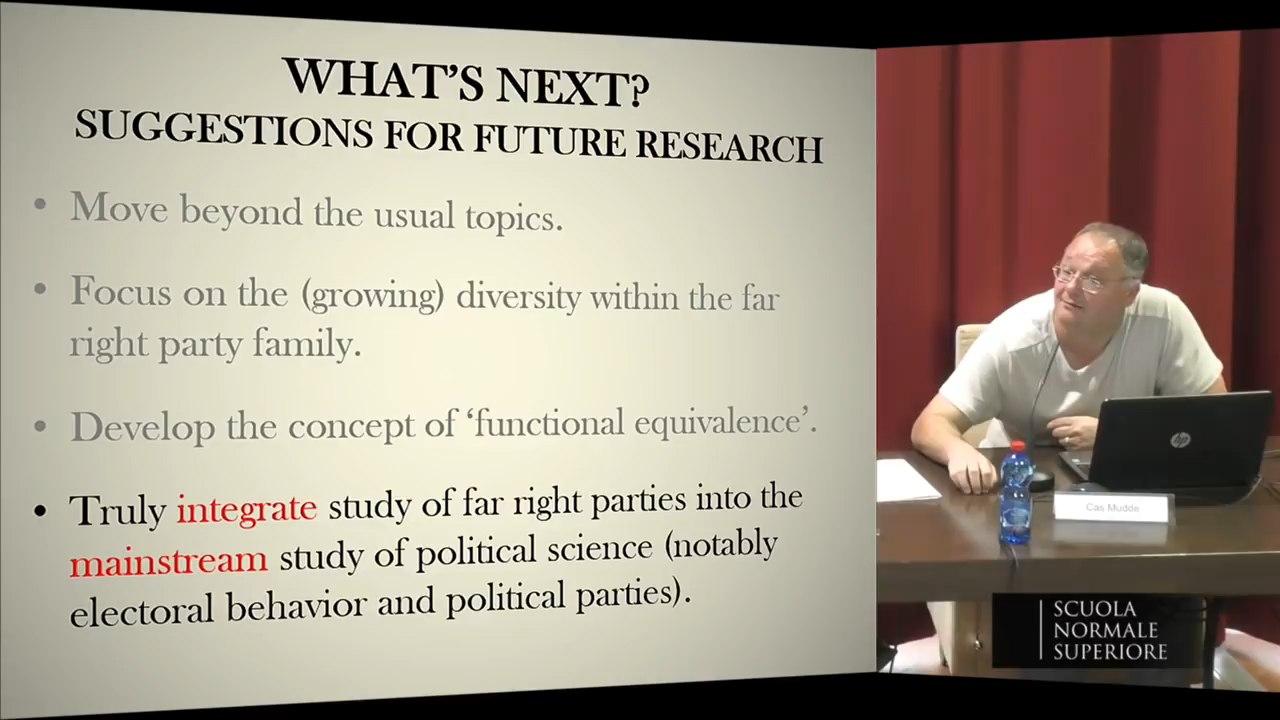 WHAT'S NEXT?
SUGGESTIONS FOR FUTURE RESEARCH
• Move beyond the usual topics.
• Focus on the (growing) diversity within the far
right party family.
• Develop the concept of ‘functional equivalence’.
• Truly integrate study of far right parties into the
mainstream study of political science (notably
electoral behavior and political parties).
hp
Cas Mudde
SCUOLA
NORMALE
SUPERIORE